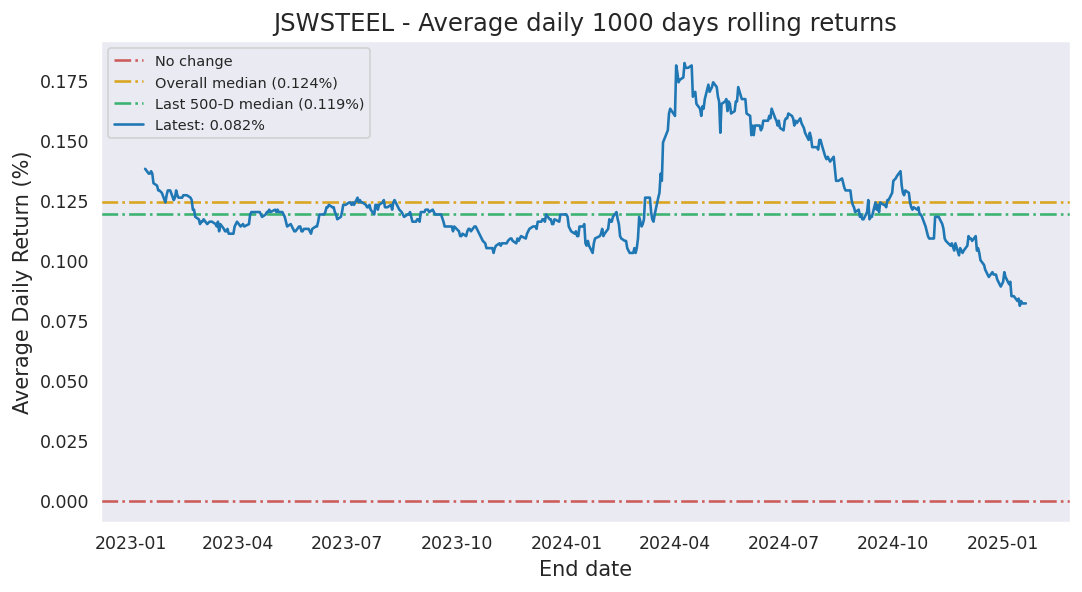 JSWSTEEL - Average daily 1000 days rolling returns
No change
Overall median (0.124%)
Last 500-D median (0.119%)
Latest: 0.082%
Average Daily Return (%)
0.175
0.150
0.125
0.100
0.075
0.050
0.025
0.000
2023-01 2023-04 2023-07 2023-10 2024-01 2024-04 2024-07 2024-10 2025-01
End date